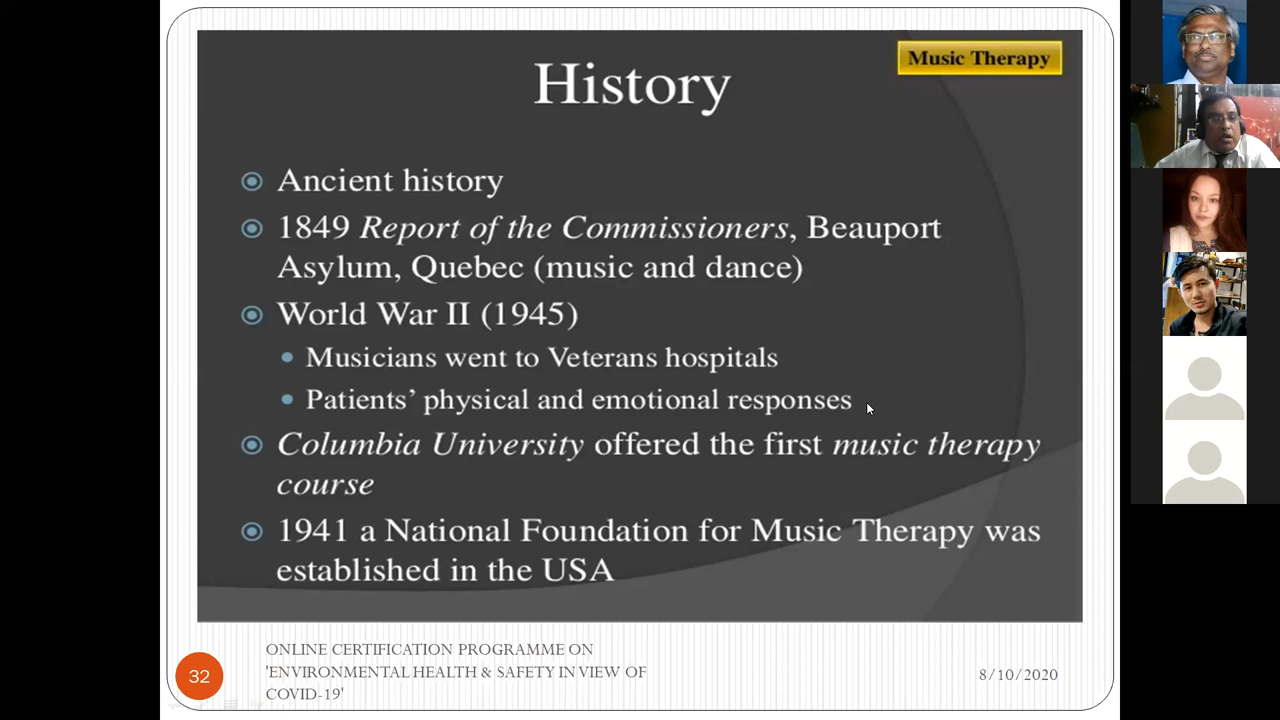 Music Therapy
History
Ancient history
1849 Report of the Commissioners, Beauport
Asylum, Quebec (music and dance)
World War II (1945)
Musicians went to Veterans hospitals
Patients’ physical and emotional responses
Columbia University offered the first music therapy
course
1941 a National Foundation for Music Therapy was
established in the USA
32
ONLINE CERTIFICATION PROGRAMME ON
'ENVIRONMENTAL HEALTH & SAFETY IN VIEW OF
COVID-19'
8/10/2020